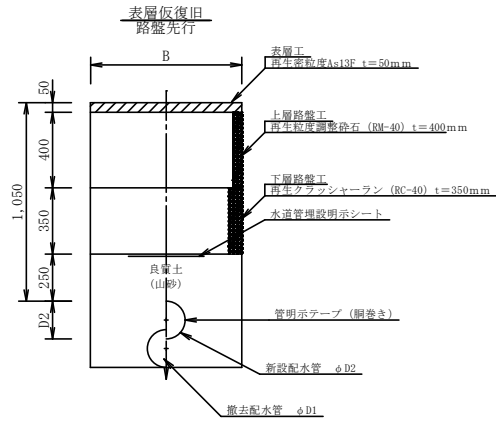 表層仮復旧
路盤先行
B
表層工
再生密粒度As13F t=50mm
上層路盤工
再生粒度調整砕石 (RM-40) t=400mm
下層路盤工
再生クラッシャーラン (RC-40) t=350mm
水道管埋設明示シート
良質土
(山砂)
管明示テープ (胴巻き)
新設配水管 φD2
撤去配水管 φD1
50
400
350
250
1,050
D2